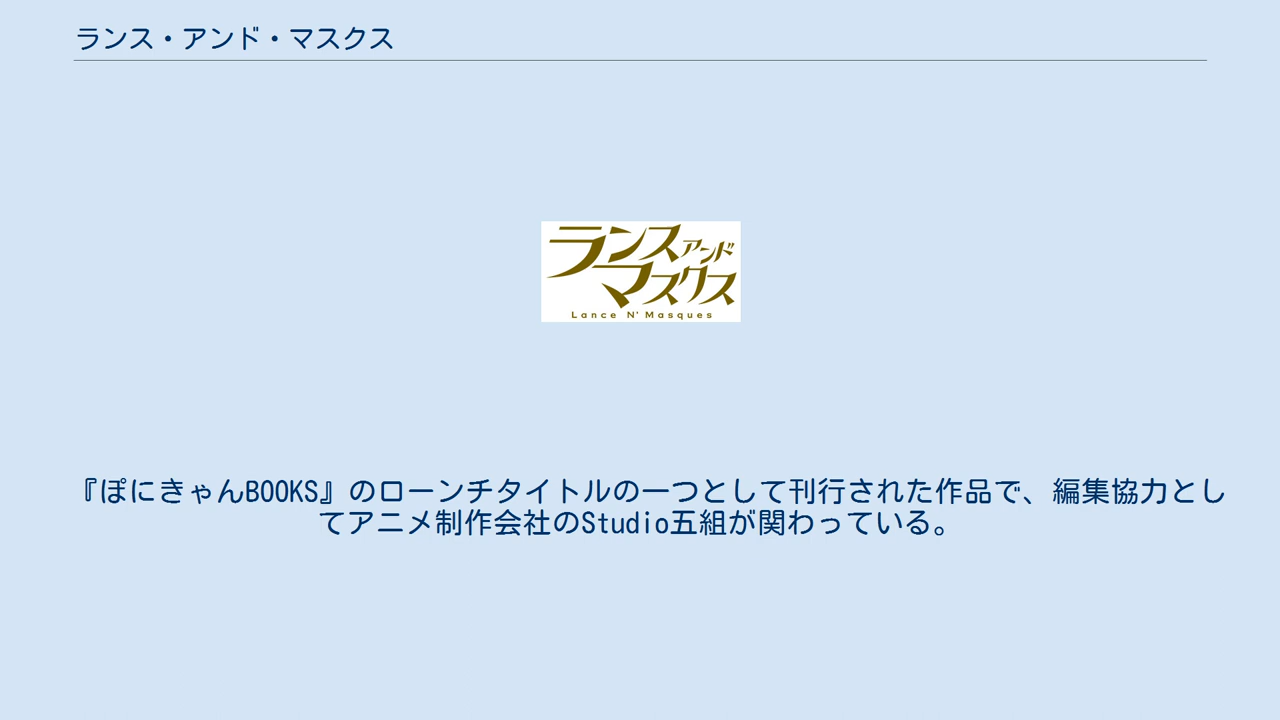 ランス・アンド・マスクス
ランスアンド
マスクス
Lance N' Masques
『ぽにきゃんBOOKS』のローンチタイトルの一つとして刊行された作品で、編集協力とし
てアニメ制作会社のStudio五組が関わっている。